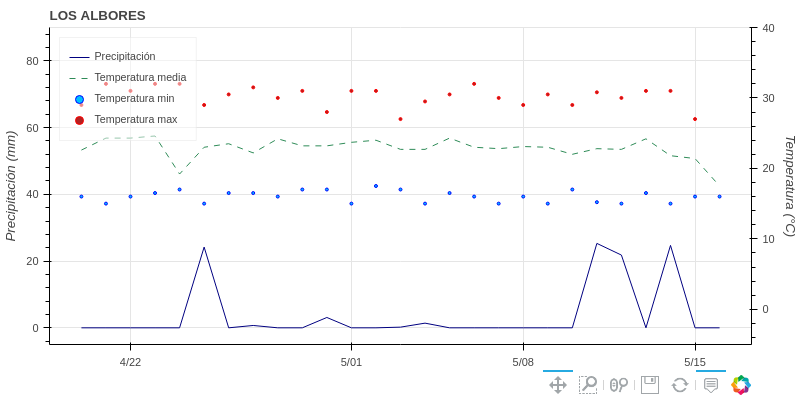 LOS ALBORES
Precipitación
Temperatura media
Temperatura min
Temperatura max
Precipitación (mm)
80
60
40
20
0
Temperatura (°C)
40
30
20
10
0
4/22
5/01
5/08
5/15